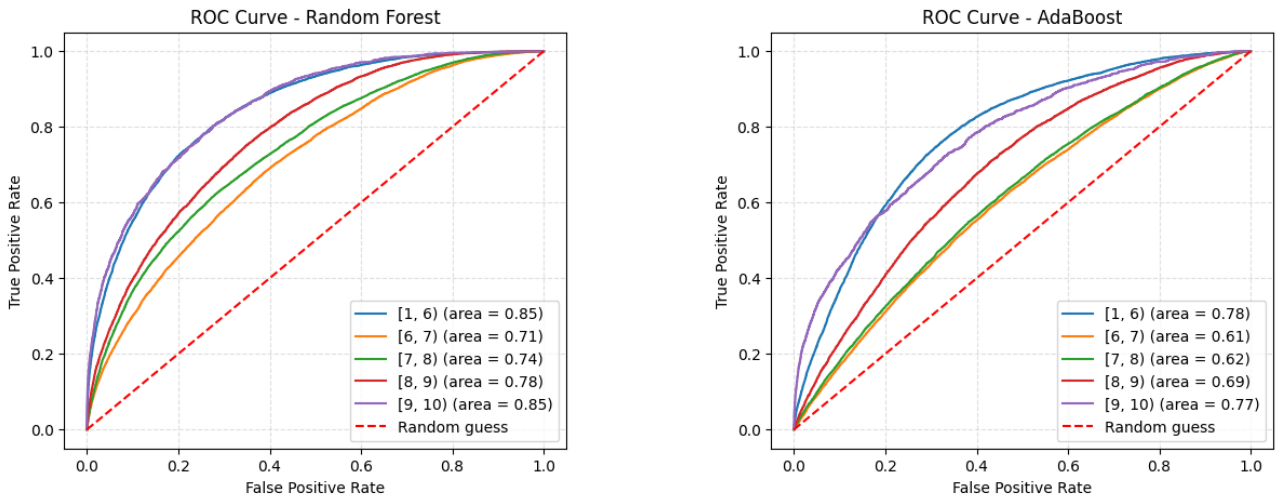 ROC Curve - Random Forest
True Positive Rate
1.0
0.8
0.6
0.4
0.2
0.0
[1, 6) (area = 0.85)
[6, 7) (area = 0.71)
[7, 8) (area = 0.74)
[8, 9) (area = 0.78)
[9, 10) (area = 0.85)
Random guess
0.0 0.2 0.4 0.6 0.8 1.0
False Positive Rate
ROC Curve - AdaBoost
True Positive Rate
1.0
0.8
0.6
0.4
0.2
0.0
[1, 6) (area = 0.78)
[6, 7) (area = 0.61)
[7, 8) (area = 0.62)
[8, 9) (area = 0.69)
[9, 10) (area = 0.77)
Random guess
0.0 0.2 0.4 0.6 0.8 1.0
False Positive Rate